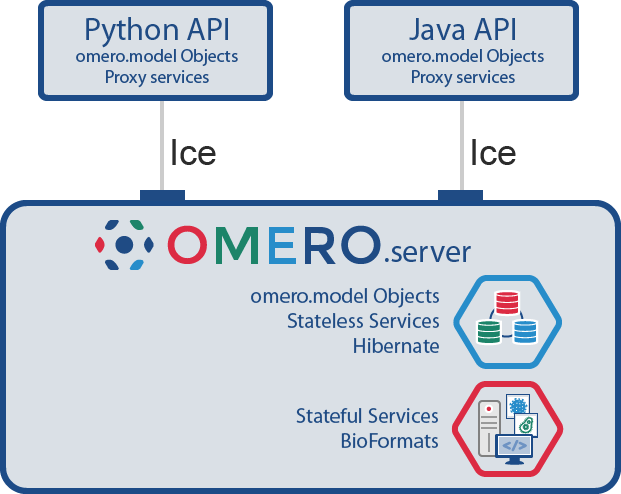 Python API
omero.model Objects
Proxy services
Java API
omero.model Objects
Proxy services
Ice
Ice
OMERO.server
omero.model Objects
Stateless Services
Hibernate
Stateful Services
BioFormats
</>